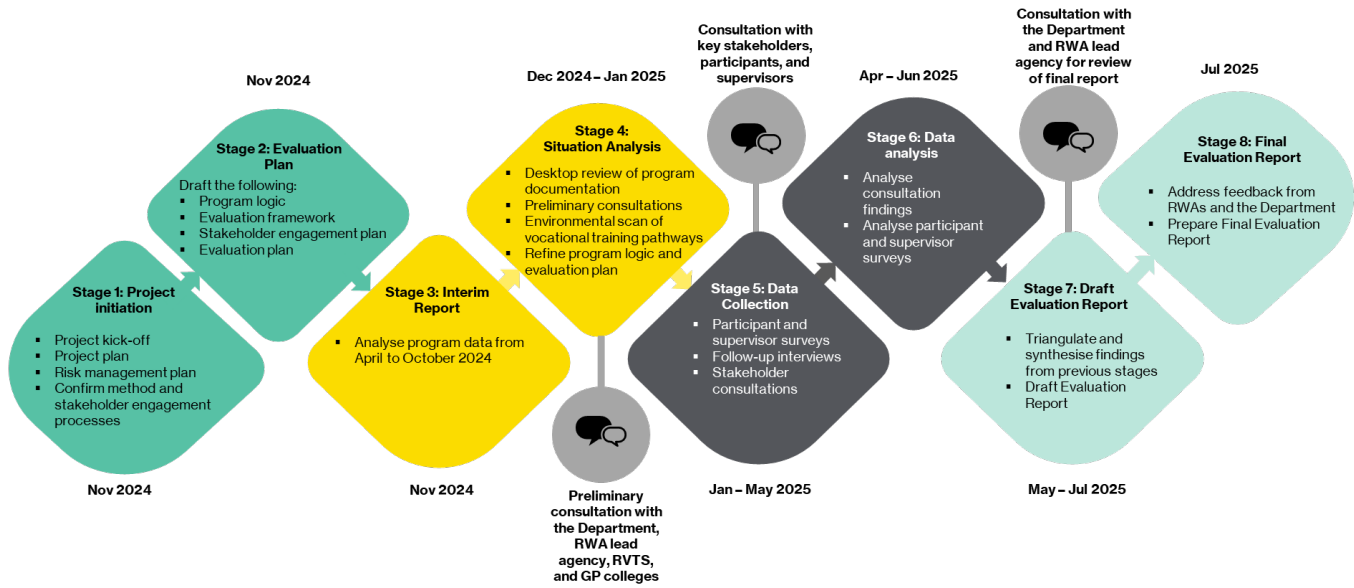 Nov 2024
Stage 1: Project
initiation
▪ Project kick-off
▪ Project plan
▪ Risk management plan
▪ Confirm method and
stakeholder engagement
processes
Nov 2024
Stage 2: Evaluation
Plan
Draft the following:
▪ Program logic
▪ Evaluation framework
▪ Stakeholder engagement plan
▪ Evaluation plan
Stage 3: Interim
Report
▪ Analyse program data from
April to October 2024
Nov 2024
Dec 2024 – Jan 2025
Stage 4:
Situation Analysis
▪ Desktop review of program
documentation
▪ Preliminary consultations
▪ Environmental scan of
vocational training pathways
▪ Refine program logic and
evaluation plan
Preliminary
consultation with
the Department,
RWA lead
agency, RVTS,
and GP colleges
Consultation with
key stakeholders,
participants, and
supervisors
Stage 5: Data
Collection
▪ Participant and
supervisor surveys
▪ Follow-up interviews
▪ Stakeholder
consultations
Jan – May 2025
Apr – Jun 2025
Stage 6: Data
analysis
▪ Analyse
consultation
findings
▪ Analyse participant
and supervisor
surveys
Consultation with
the Department
and RWA lead
agency for review
of final report
Stage 7: Draft
Evaluation Report
▪ Triangulate and
synthesise findings
from previous stages
▪ Draft Evaluation
Report
May – Jul 2025
Jul 2025
Stage 8: Final
Evaluation Report
▪ Address feedback from
RWAs and the Department
▪ Prepare Final Evaluation
Report